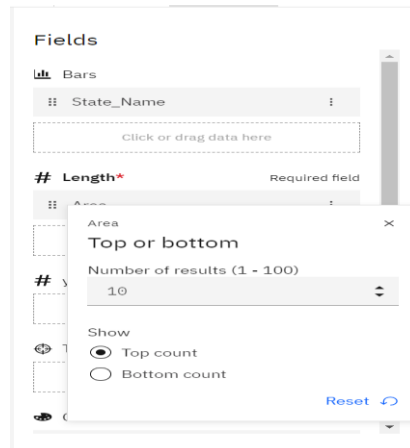 Fields
Bars
State_Name
Click or drag data here
# Length* Required field
Area
Area
Top or bottom
Number of results (1 - 100)
# y
10
Show
Top count
Bottom count
Reset